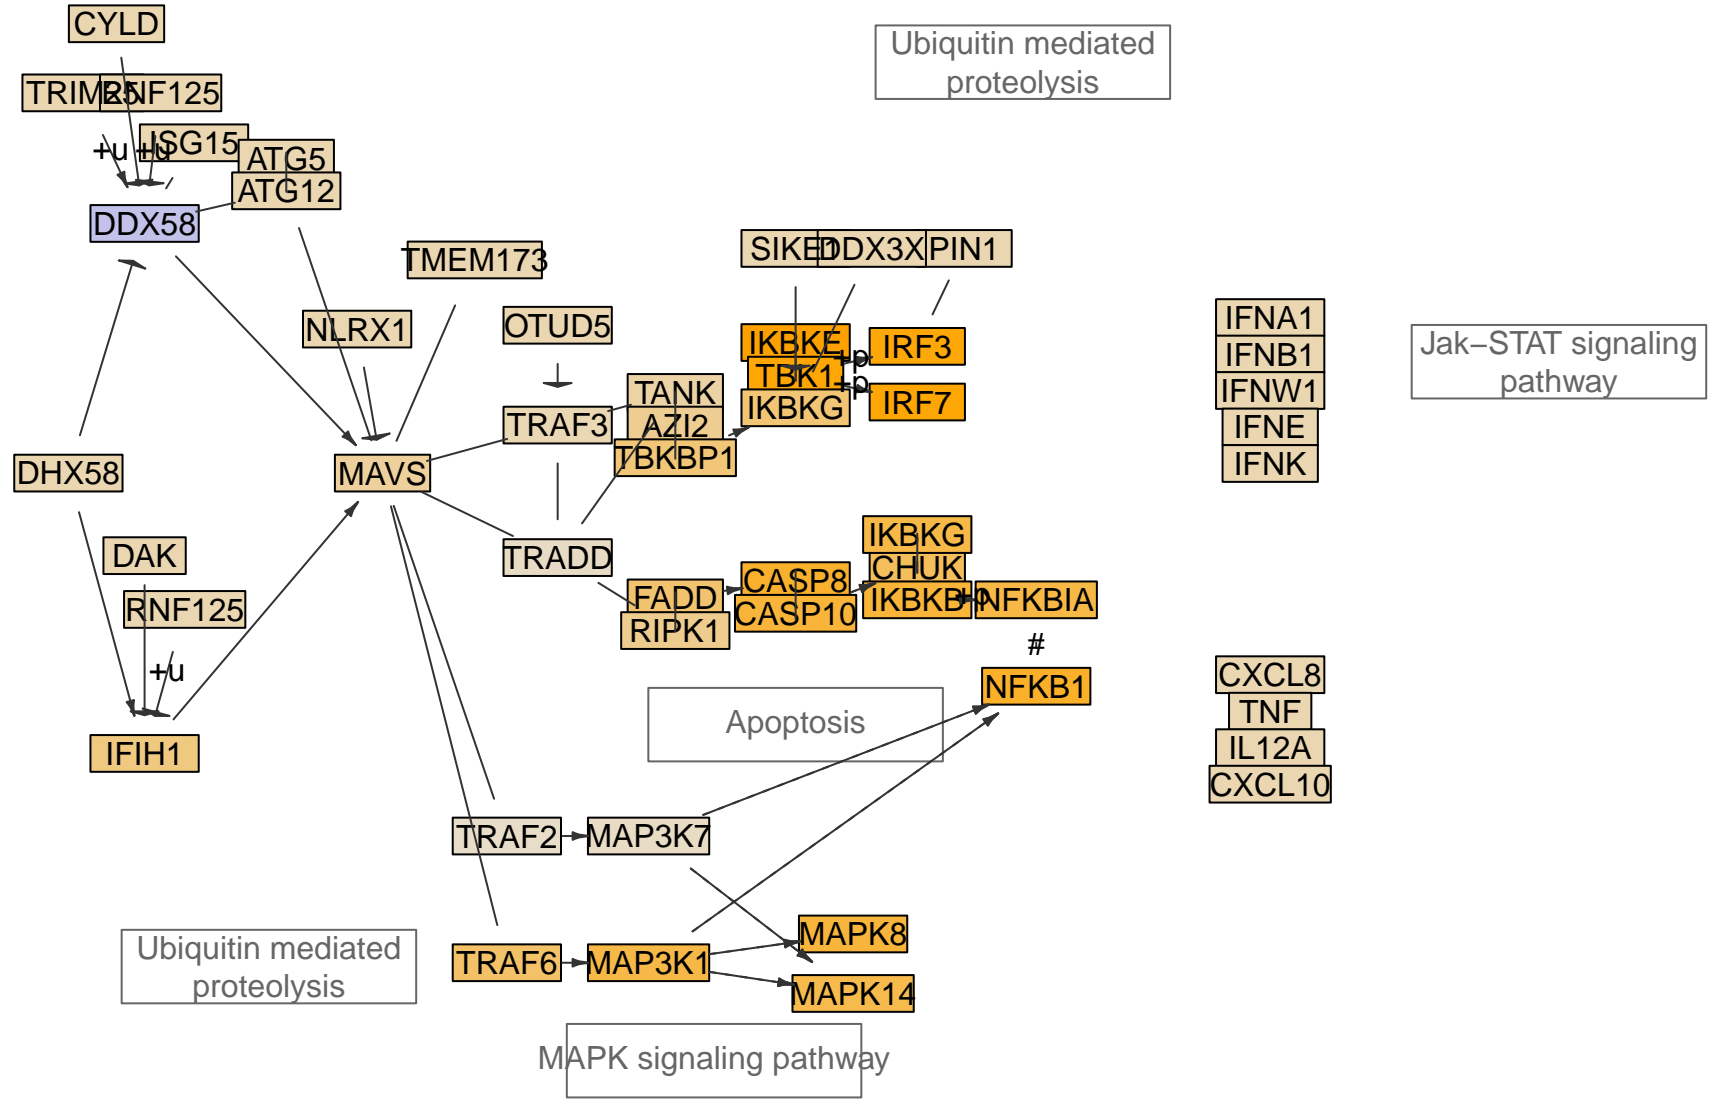 CYLD
Ubiquitin mediated
proteolysis
TRIM25
RNF125
ISG15
+u
+u
ATG5
ATG12
DDX58
TMEM173
SIKE1
DDX3X
PIN1
NLRX1
OTUD5
IKBKE
+p
IRF3
TBK1
+p
IKBKG
IRF7
IFNA1
IFNB1
IFNW1
IFNE
IFNK
Jak−STAT signaling
pathway
TANK
TRAF3
AZI2
TBKBP1
DHX58
MAVS
DAK
TRADD
IKBKG
CHUK
IKBKB
+p
NFKBIA
RNF125
FADD
RIPK1
CASP8
CASP10
#
+u
NFKB1
CXCL8
TNF
IL12A
CXCL10
Apoptosis
IFIH1
TRAF2
MAP3K7
MAPK8
Ubiquitin mediated
proteolysis
TRAF6
MAP3K1
MAPK14
MAPK signaling pathway